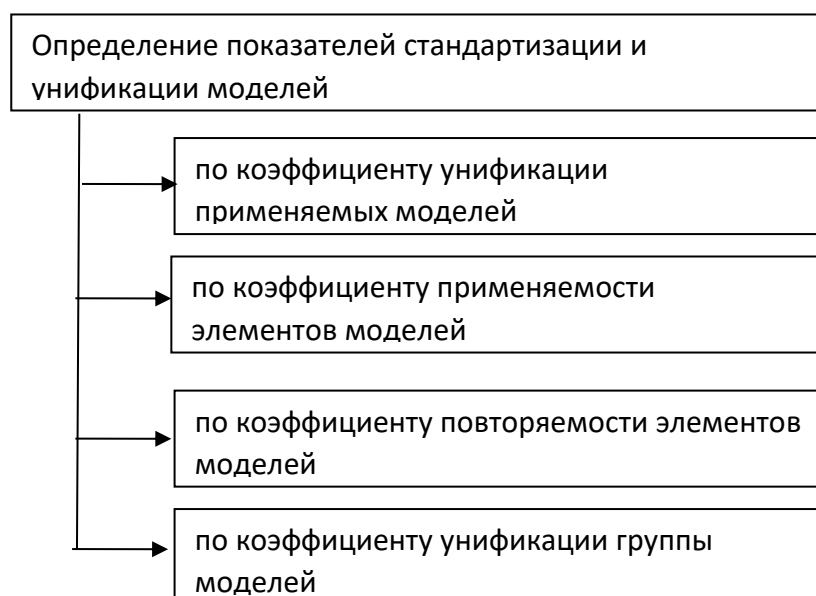 Определение показателей стандартизации и
унификации моделей
по коэффициенту унификации
применяемых моделей
по коэффициенту применяемости
элементов моделей
по коэффициенту повторяемости элементов
моделей
по коэффициенту унификации группы
моделей